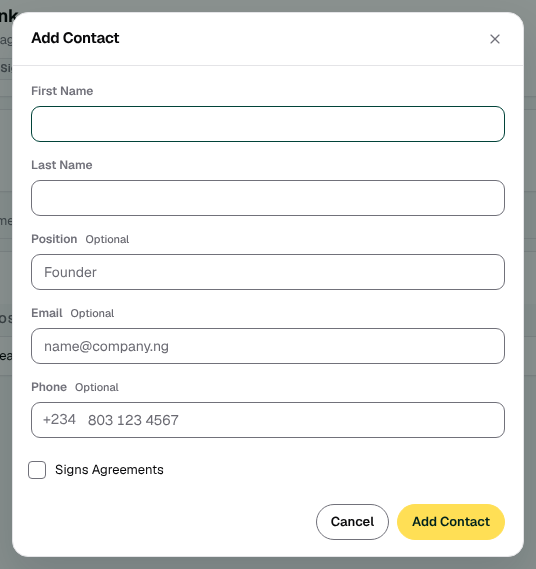 Add Contact
First Name
Last Name
Position Optional
Founder
Email Optional
name@company.ng
Phone Optional
+234 803 123 4567
Signs Agreements
Cancel Add Contact